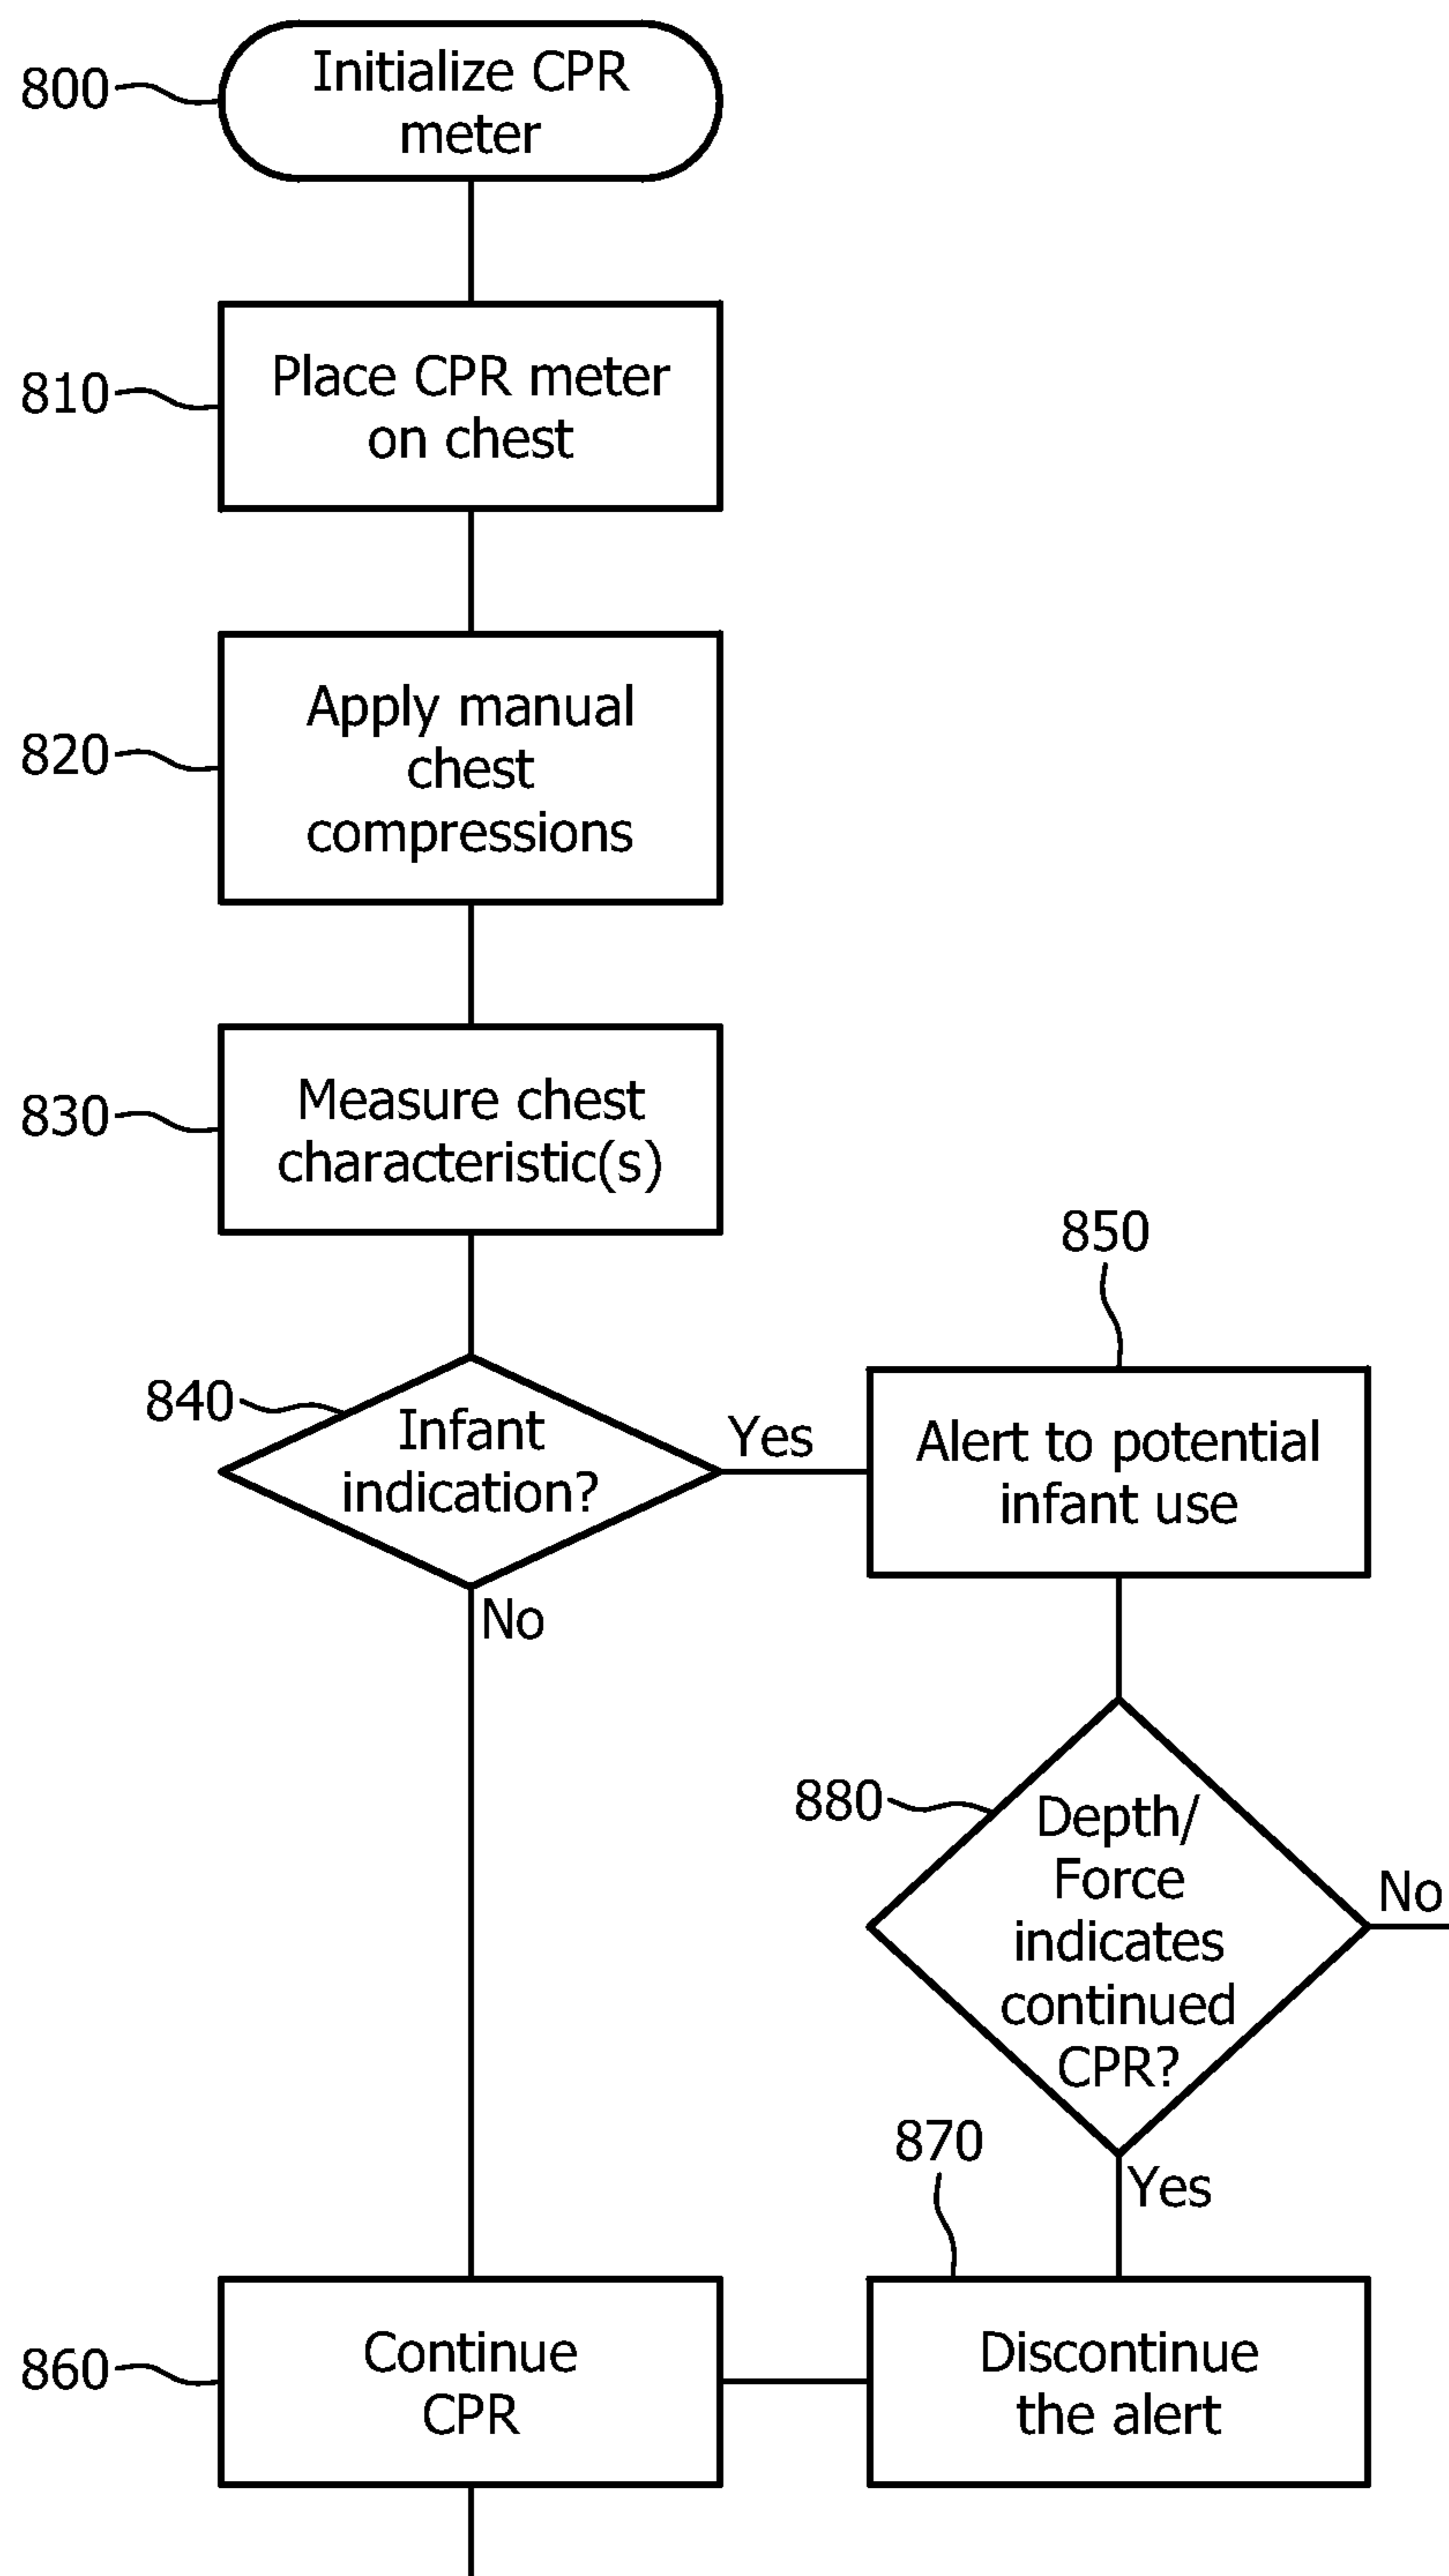 800
Initialize CPR
meter
810
Place CPR meter
on chest
820
Apply manual
chest
compressions
830
Measure chest
characteristic(s)
840
Infant
indication?
Yes
No
850
Alert to potential
infant use
880
Depth/
Force
indicates
continued
CPR?
No
Yes
870
Discontinue
the alert
860
Continue
CPR